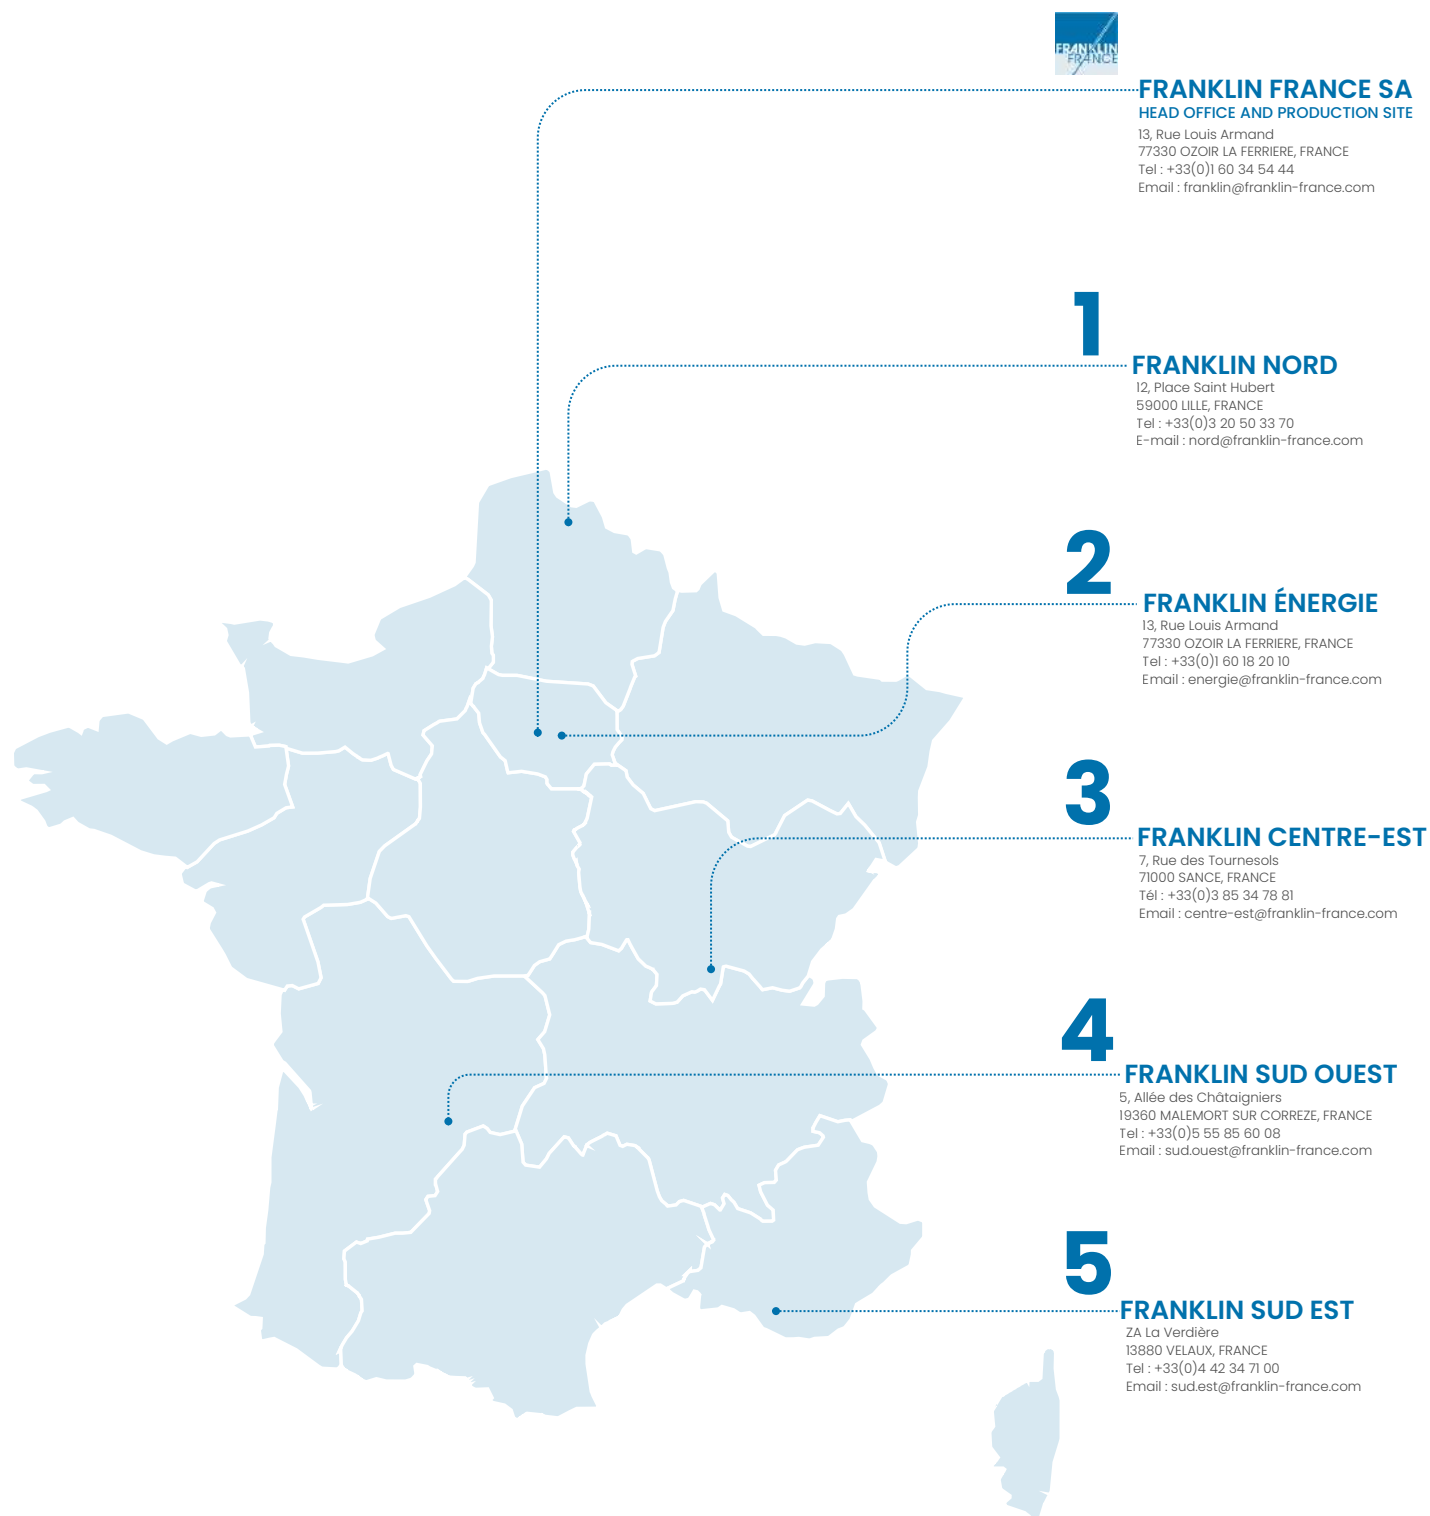 FRANKLIN
FRANCE
FRANKLIN FRANCE SA
HEAD OFFICE AND PRODUCTION SITE
13, Rue Louis Armand
77330 OZOIR LA FERRIERE, FRANCE
Tel : +33(0)1 60 34 54 44
Email : franklin@franklin-france.com
1
FRANKLIN NORD
12, Place Saint Hubert
59000 LILLE, FRANCE
Tel : +33(0)3 20 50 33 70
E-mail : nord@franklin-france.com
2
FRANKLIN ÉNERGIE
13, Rue Louis Armand
77330 OZOIR LA FERRIERE, FRANCE
Tel : +33(0)1 60 18 20 10
Email : energie@franklin-france.com
3
FRANKLIN CENTRE-EST
7, Rue des Tournesols
71000 SANCE, FRANCE
Tél : +33(0)3 85 34 78 81
Email : centre-est@franklin-france.com
4
FRANKLIN SUD OUEST
5, Allée des Châtaigniers
19360 MALEMORT SUR CORREZE, FRANCE
Tel : +33(0)5 55 85 60 08
Email : sud.ouest@franklin-france.com
5
FRANKLIN SUD EST
ZA La Verdière
13880 VELAUX, FRANCE
Tel : +33(0)4 42 34 71 00
Email : sud.est@franklin-france.com